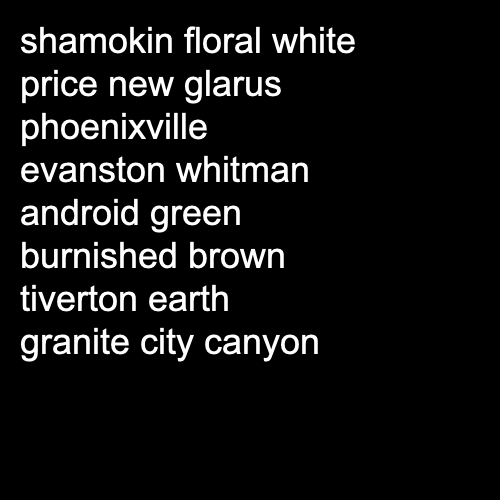 shamokin floral white
price new glarus
phoenixville
evanston whitman
android green
burnished brown
tiverton earth
granite city canyon